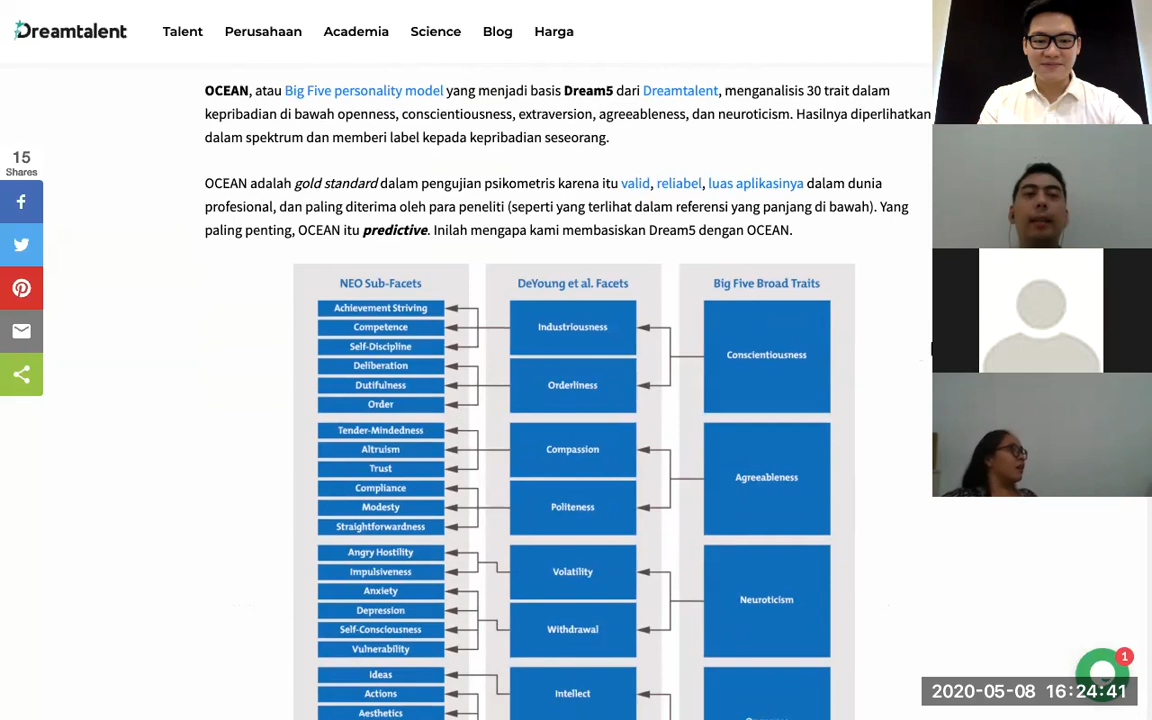 Dreamtalent
Talent Perusahaan Academia Science Blog Harga
OCEAN, atau Big Five personality model yang menjadi basis Dream5 dari Dreamtalent, menganalisis 30 trait dalam
kepribadian di bawah openness, conscientiousness, extraversion, agreeableness, dan neuroticism. Hasilnya diperlihatkan
dalam spektrum dan memberi label kepada kepribadian seseorang.
15
Shares
OCEAN adalah gold standard dalam pengujian psikometris karena itu valid, reliabel, luas aplikasinya dalam dunia
profesional, dan paling diterima oleh para peneliti (seperti yang terlihat dalam referensi yang panjang di bawah). Yang
paling penting, OCEAN itu predictive. Inilah mengapa kami membasiskan Dream5 dengan OCEAN.
NEO Sub-Facets
Achievement Striving
Competence
Self-Discipline
Deliberation
Dutifulness
Order
Tender-Mindedness
Altruism
Trust
Compliance
Modesty
Straightforwardness
Angry Hostility
Impulsiveness
Anxiety
Depression
Self-Consciousness
Vulnerability
Ideas
Actions
Aesthetics
DeYoung et al. Facets
Industriousness
Orderliness
Compassion
Politeness
Volatility
Withdrawal
Intellect
Big Five Broad Traits
Conscientiousness
Agreeableness
Neuroticism
1
2020-05-08 16:24:41